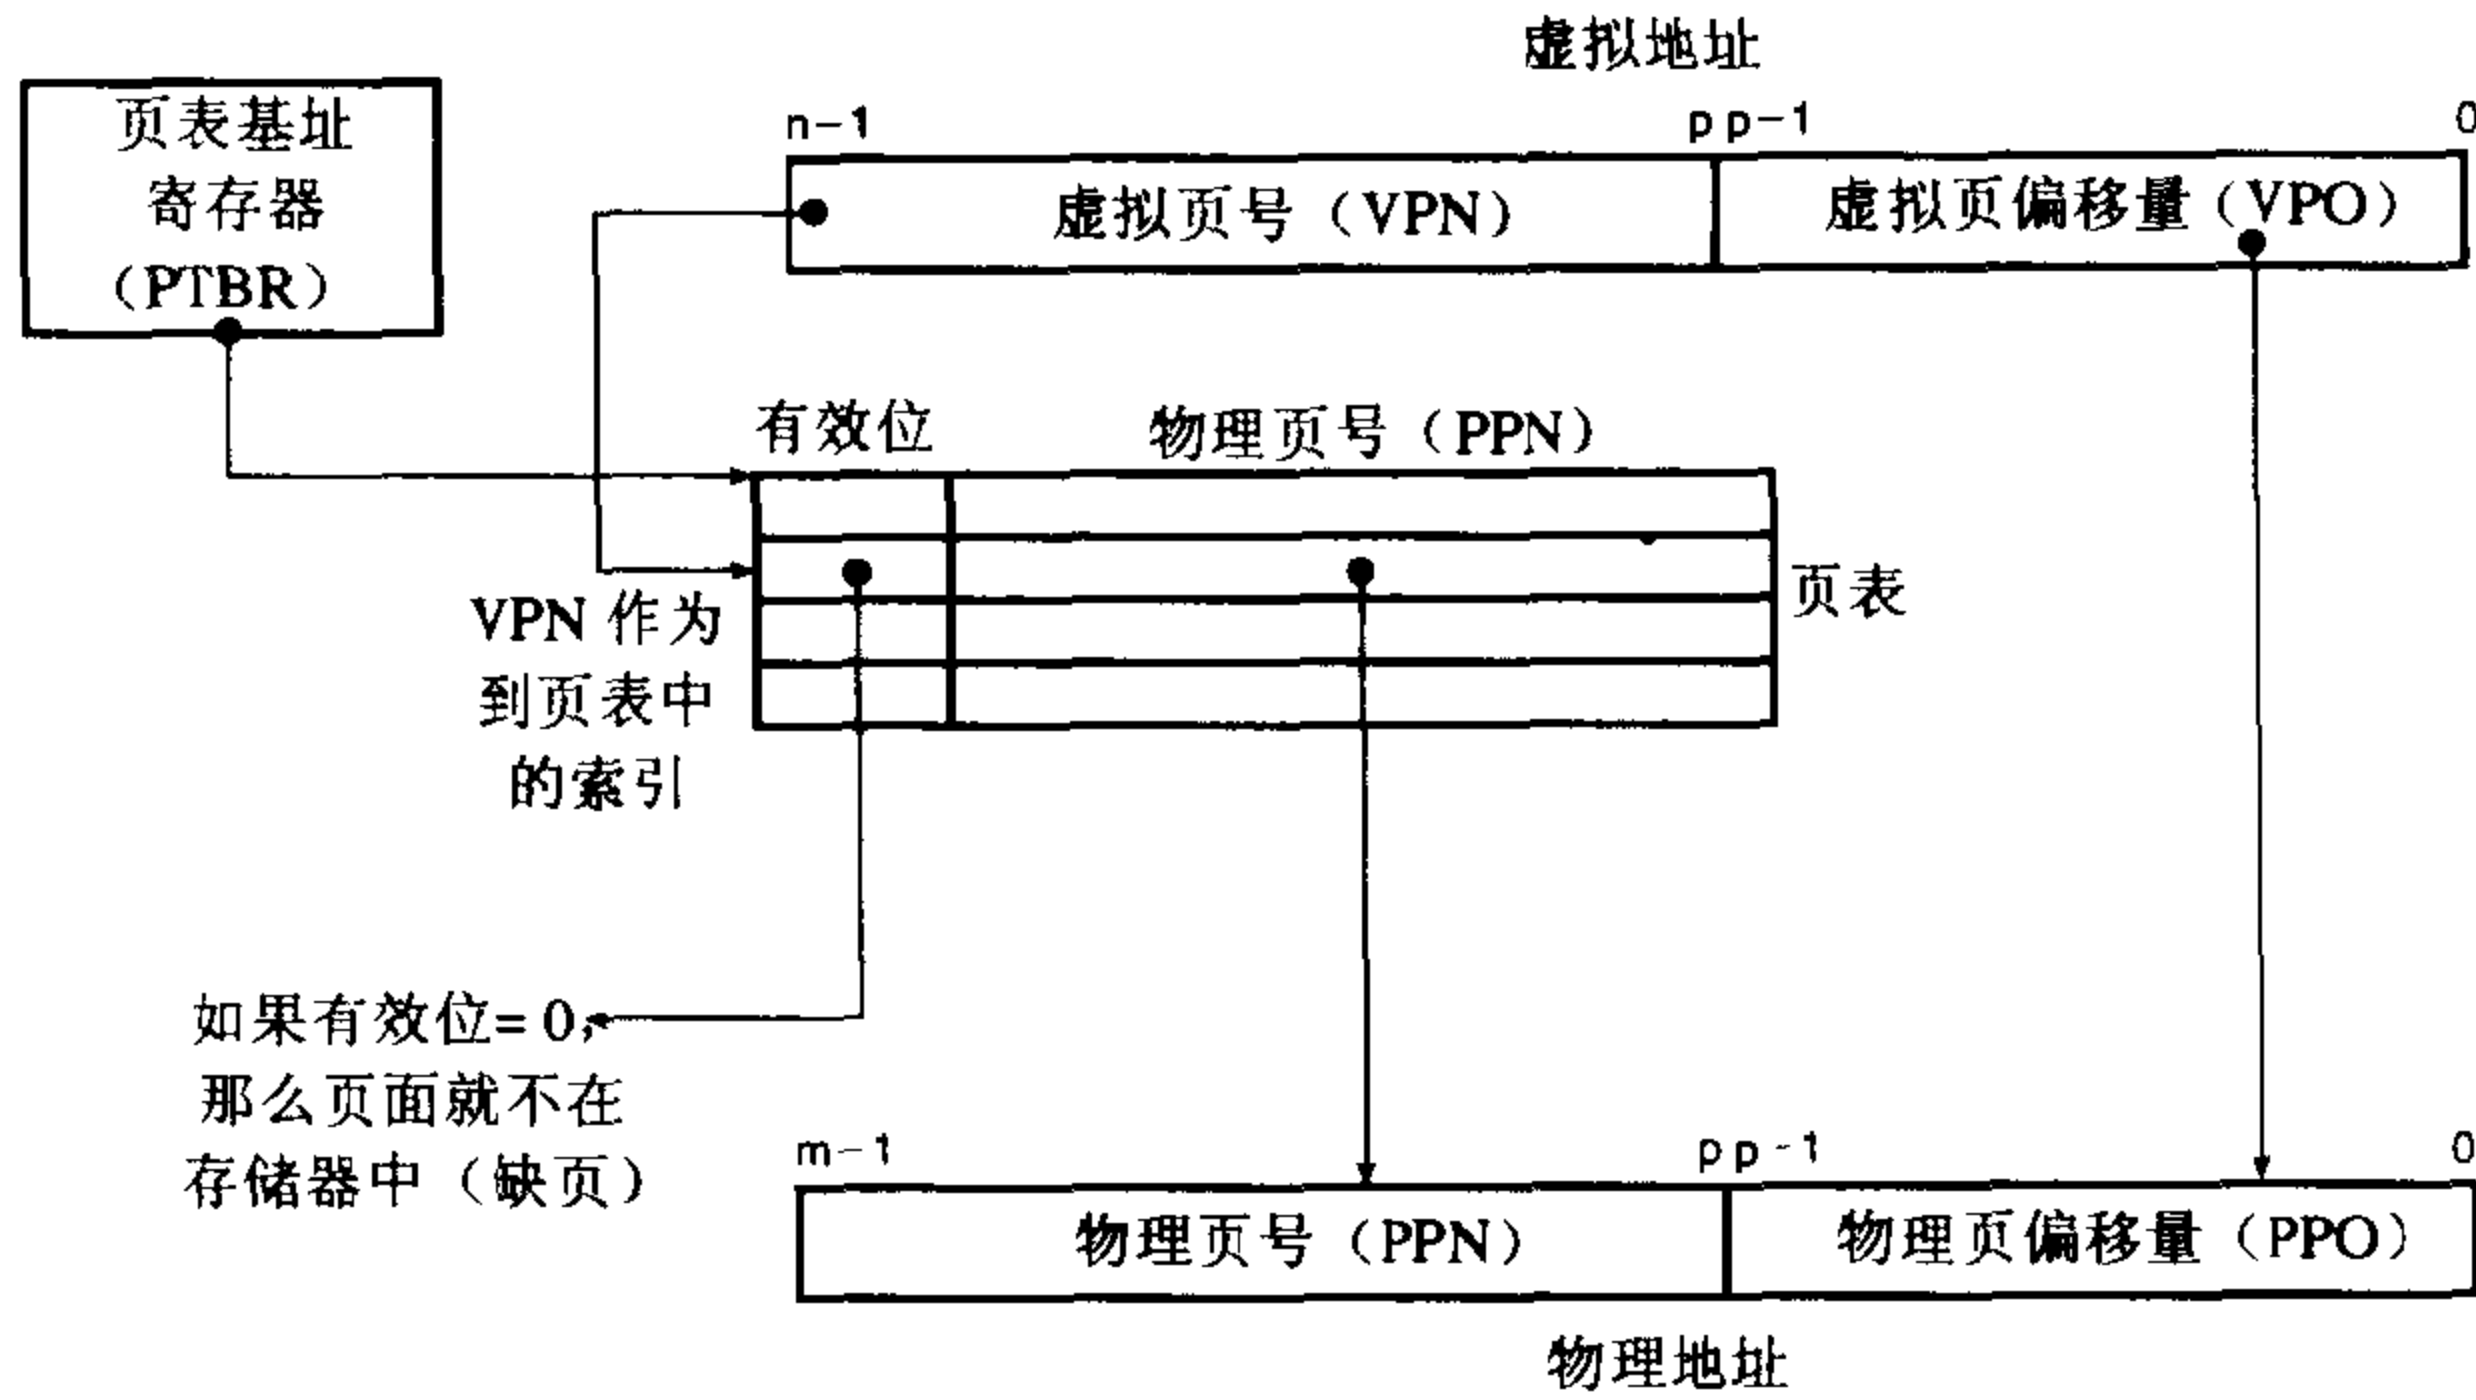 虚拟地址
页表基址
寄存器
（PTBR）
n-1
p p-1
0
虚拟页号（VPN）
虚拟页偏移量（VPO）
有效位
物理页号（PPN）
VPN 作为
到页表中
的索引
页表
如果有效位= 0，
那么页面就不在
存储器中（缺页）
m-1
p p-1
0
物理页号（PPN）
物理页偏移量（PPO）
物理地址